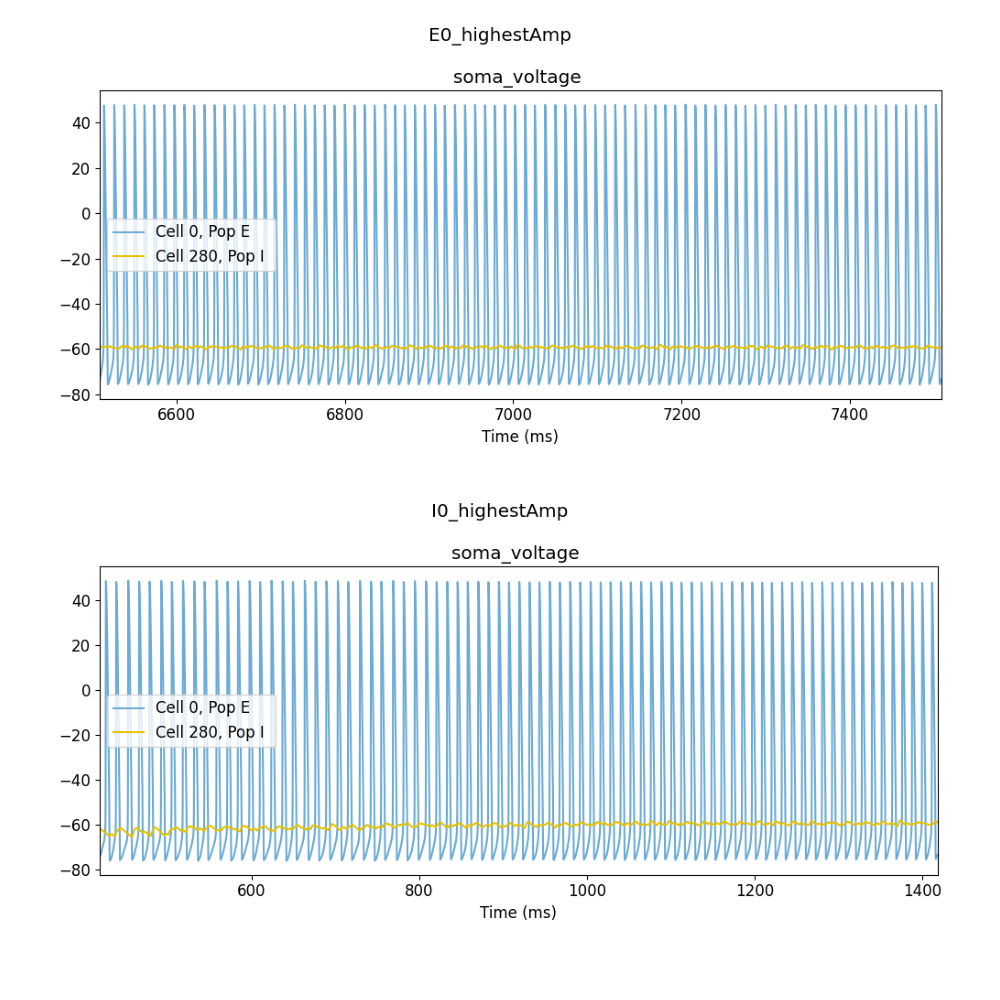 E0_highestAmp
soma_voltage
40
20
0
−20
−40
−60
−80
Cell 0, Pop E
Cell 280, Pop I
6600 6800 7000 7200 7400
Time (ms)
I0_highestAmp
soma_voltage
40
20
0
−20
−40
−60
−80
Cell 0, Pop E
Cell 280, Pop I
600 800 1000 1200 1400
Time (ms)